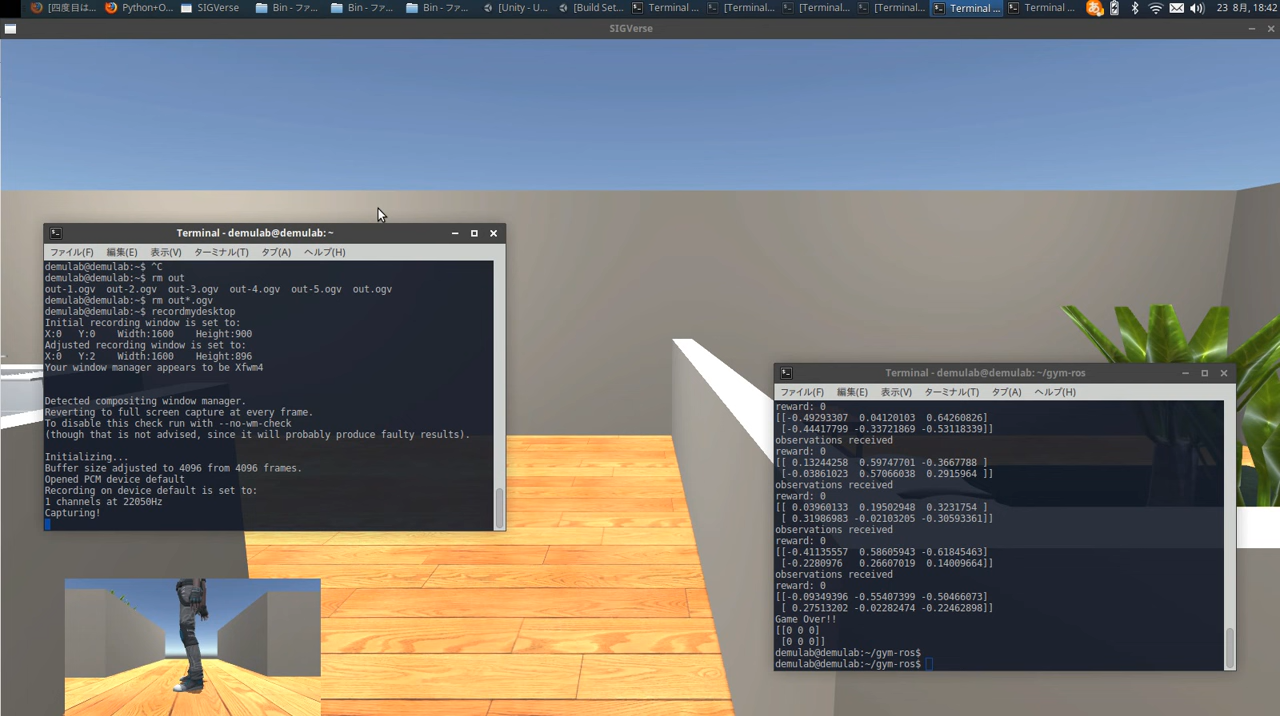 [四度目は...
Python+O...
SIGVerse
Bin - ファ...
Bin - ファ...
Bin - ファ...
[Unity - U...
[Build Set...
Terminal ...
[Terminal...
[Terminal...
[Terminal...
Terminal ...
Terminal ...
あ
23 8月, 18:42
SIGVerse
Terminal - demulab@demulab: ~
ファイル(F) 編集(E) 表示(V) ターミナル(T) タブ(A) ヘルプ(H)
demulab@demulab:~$ ^C
demulab@demulab:~$ rm out
out-1.ogv out-2.ogv out-3.ogv out-4.ogv out-5.ogv out.ogv
demulab@demulab:~$ rm out*.ogv
demulab@demulab:~$ recordmydesktop
Initial recording window is set to:
X:0 Y:0 Width:1600 Height:900
Adjusted recording window is set to:
X:0 Y:2 Width:1600 Height:896
Your window manager appears to be Xfwm4
Detected compositing window manager.
Reverting to full screen capture at every frame.
To disable this check run with --no-wm-check
(though that is not advised, since it will probably produce faulty results).
Initializing...
Buffer size adjusted to 4096 from 4096 frames.
Opened PCM device default
Recording on device default is set to:
1 channels at 22050Hz
Capturing!
Terminal - demulab@demulab: ~/gym-ros
ファイル(F) 編集(E) 表示(V) ターミナル(T) タブ(A) ヘルプ(H)
reward: 0
[[-0.49293307 0.04121203 0.64260826]
[-0.44417799 -0.33721869 -0.53118339]]
observations received
reward: 0
[[ 0.13244258 0.59747701 -0.3667788 ]
[-0.03861023 0.57066038 0.2915964 ]]
observations received
reward: 0
[[ 0.03960133 0.19502948 0.3231754 ]
[ 0.31986983 -0.02103205 -0.30593361]]
observations received
reward: 0
[[-0.41135557 0.58605943 -0.61845463]
[-0.2280976 0.26607019 0.14009664]]
observations received
reward: 0
[[-0.09349396 -0.55407399 -0.50466073]
[ 0.27513202 -0.02282474 -0.22462898]]
Game Over!!
[[0 0 0]
[0 0 0]]
demulab@demulab:~/gym-ros$
demulab@demulab:~/gym-ros$